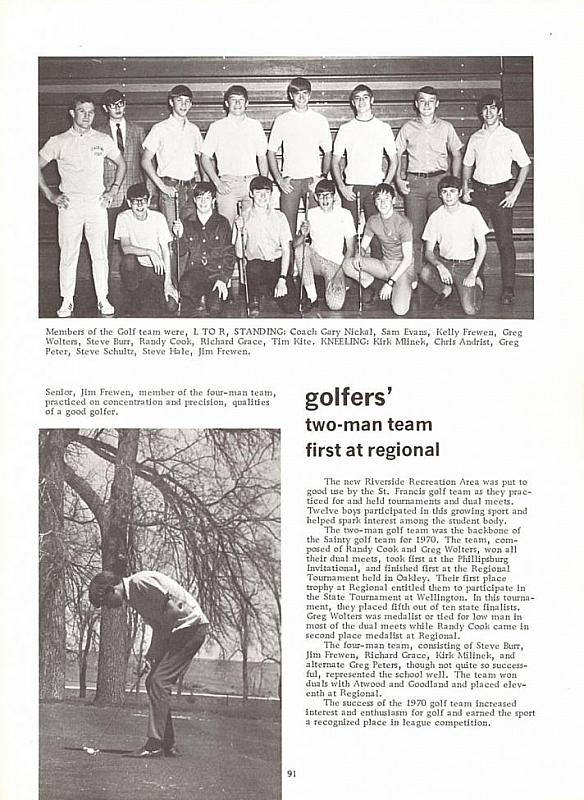 Members of the Golf team were, L TO R, STANDING: Coach Gary Nickal, Sam Evans, Kelly Frewen, Greg
Wolters, Steve Burr, Randy Cook, Richard Grace, Tim Kite. KNEELING: Kirk Mlinek, Chris Andrist, Greg
Peter, Steve Schultz, Steve Hale, Jim Frewen.
Senior, Jim Frewen, member of the four-man team,
practiced on concentration and precision, qualities
of a good golfer.
golfers'
two-man team
first at regional
The new Riverside Recreation Area was put to
good use by the St. Francis golf team as they prac-
ticed for and held tournaments and dual meets.
Twelve boys participated in this growing sport and
helped spark interest among the student body.
The two-man golf team was the backbone of
the Sainty golf team for 1970. The team, com-
posed of Randy Cook and Greg Wolters, won all
their dual meets, took first at the Phillipsburg
Invitational, and finished first at the Regional
Tournament held in Oakley. Their first place
trophy at Regional entitled them to participate in
the State Tournament at Wellington. In this tourna-
ment, they placed fifth out of ten state finalists.
Greg Wolters was medalist or tied for low man in
most of the dual meets while Randy Cook came in
second place medalist at Regional.
The four-man team, consisting of Steve Burr,
Jim Frewen, Richard Grace, Kirk Milinek, and
alternate Greg Peters, though not quite so success-
ful, represented the school well. The team won
duals with Atwood and Goodland and placed elev-
enth at Regional.
The success of the 1970 golf team increased
interest and enthusiasm for golf and earned the sport
a recognized place in league competition.
91